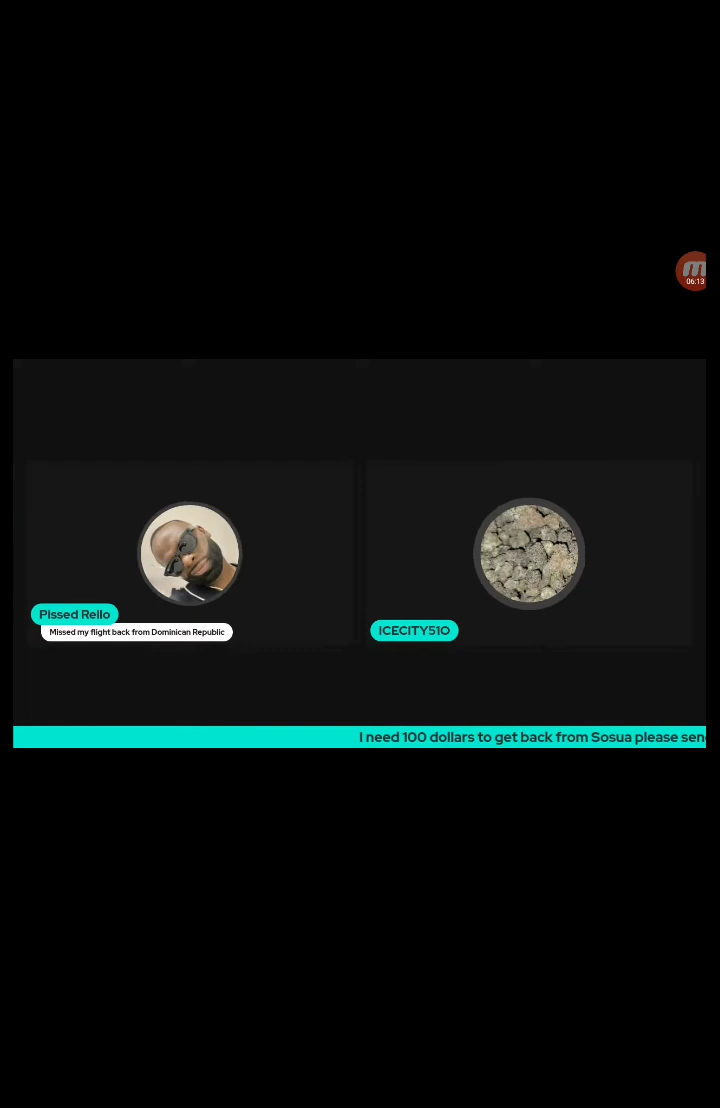 06:13
Pissed Rello
Missed my flight back from Dominican Republic
ICECITY510
I need 100 dollars to get back from Sosua please